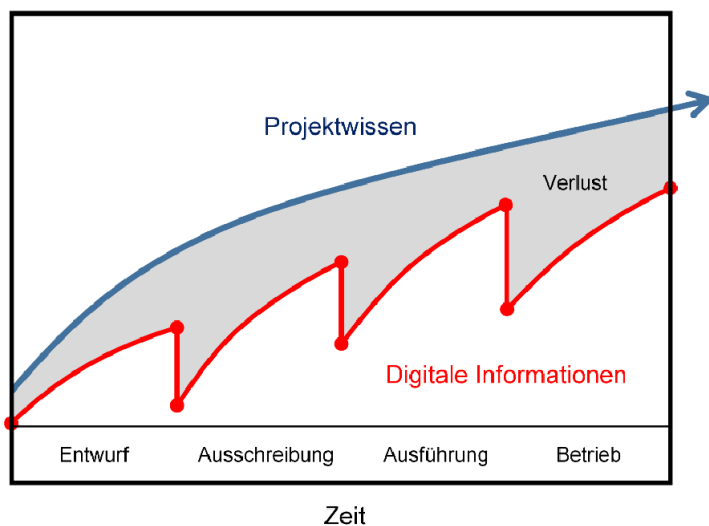 Projektwissen
Verlust
Digitale Informationen
Entwurf
Ausschreibung
Ausführung
Betrieb
Zeit